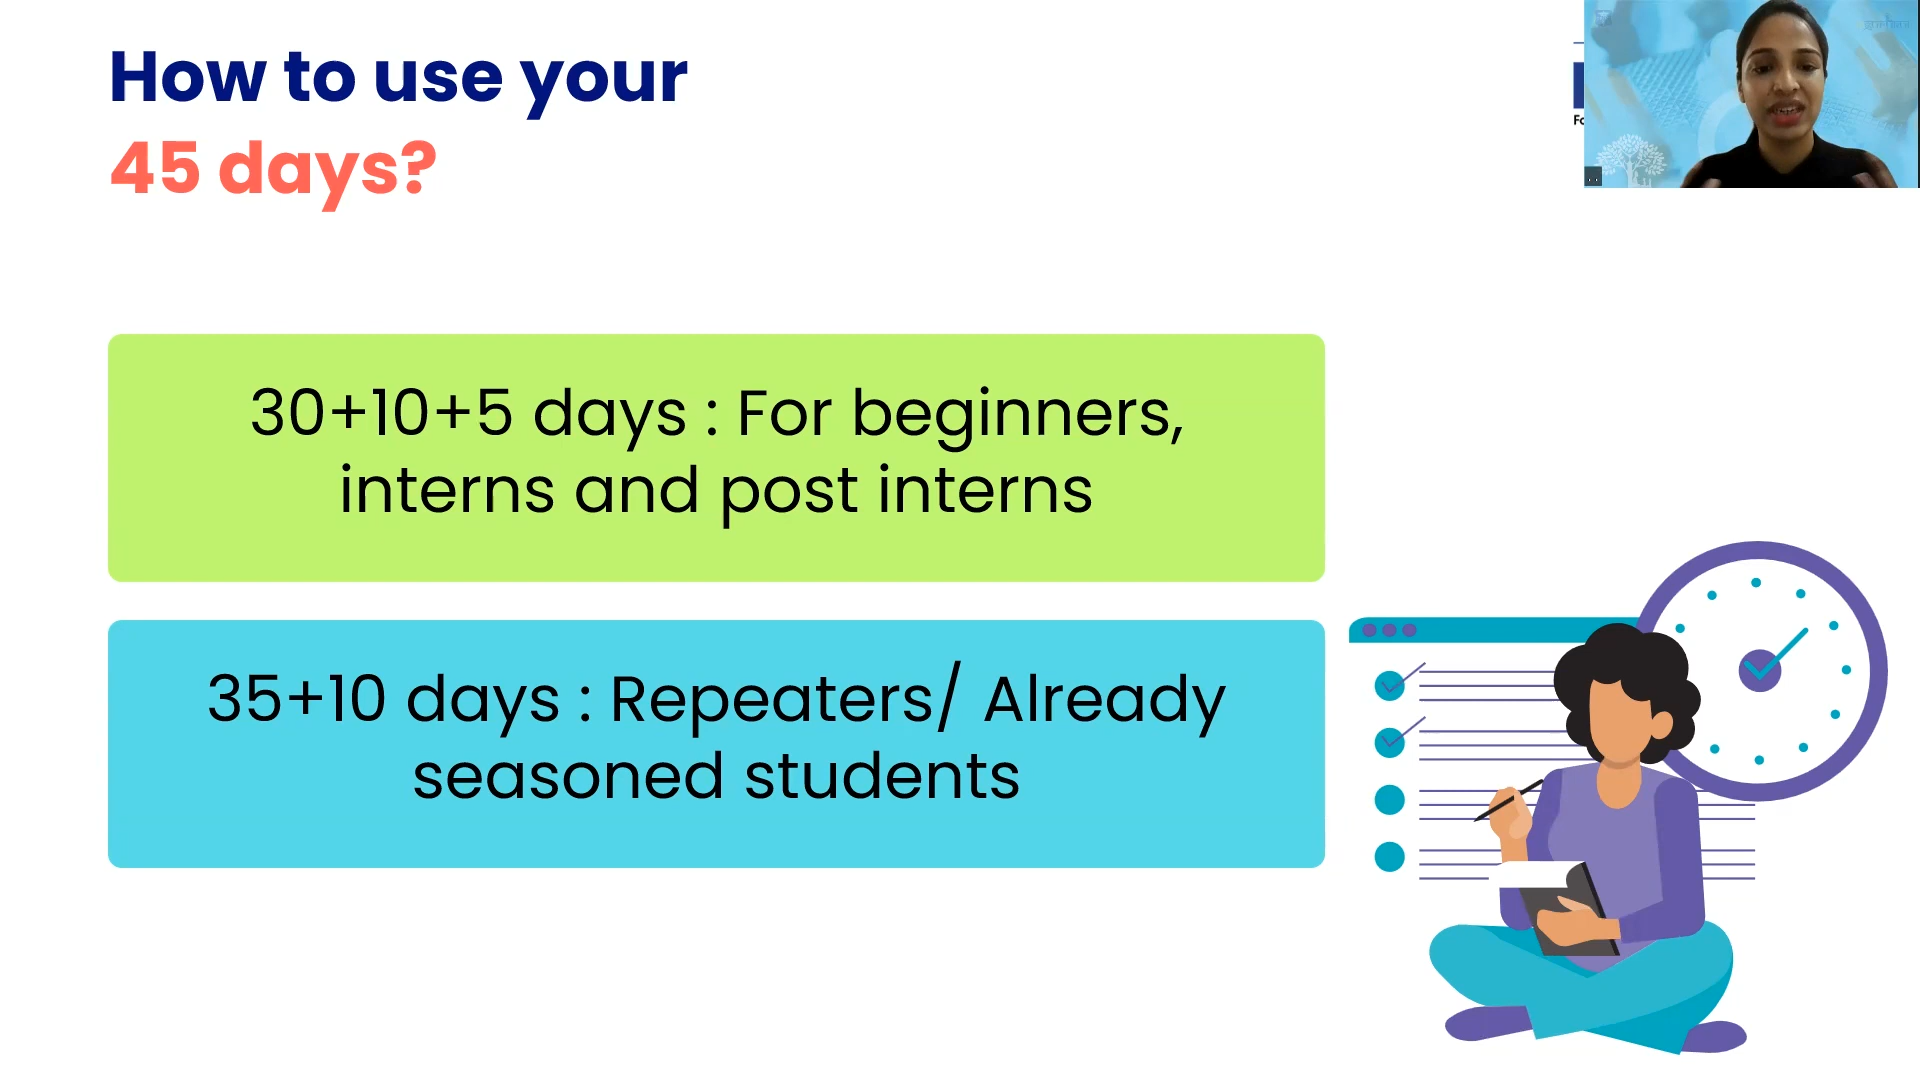 How to use your
45 days?
30+10+5 days : For beginners,
interns and post interns
35+10 days : Repeaters/ Already
seasoned students